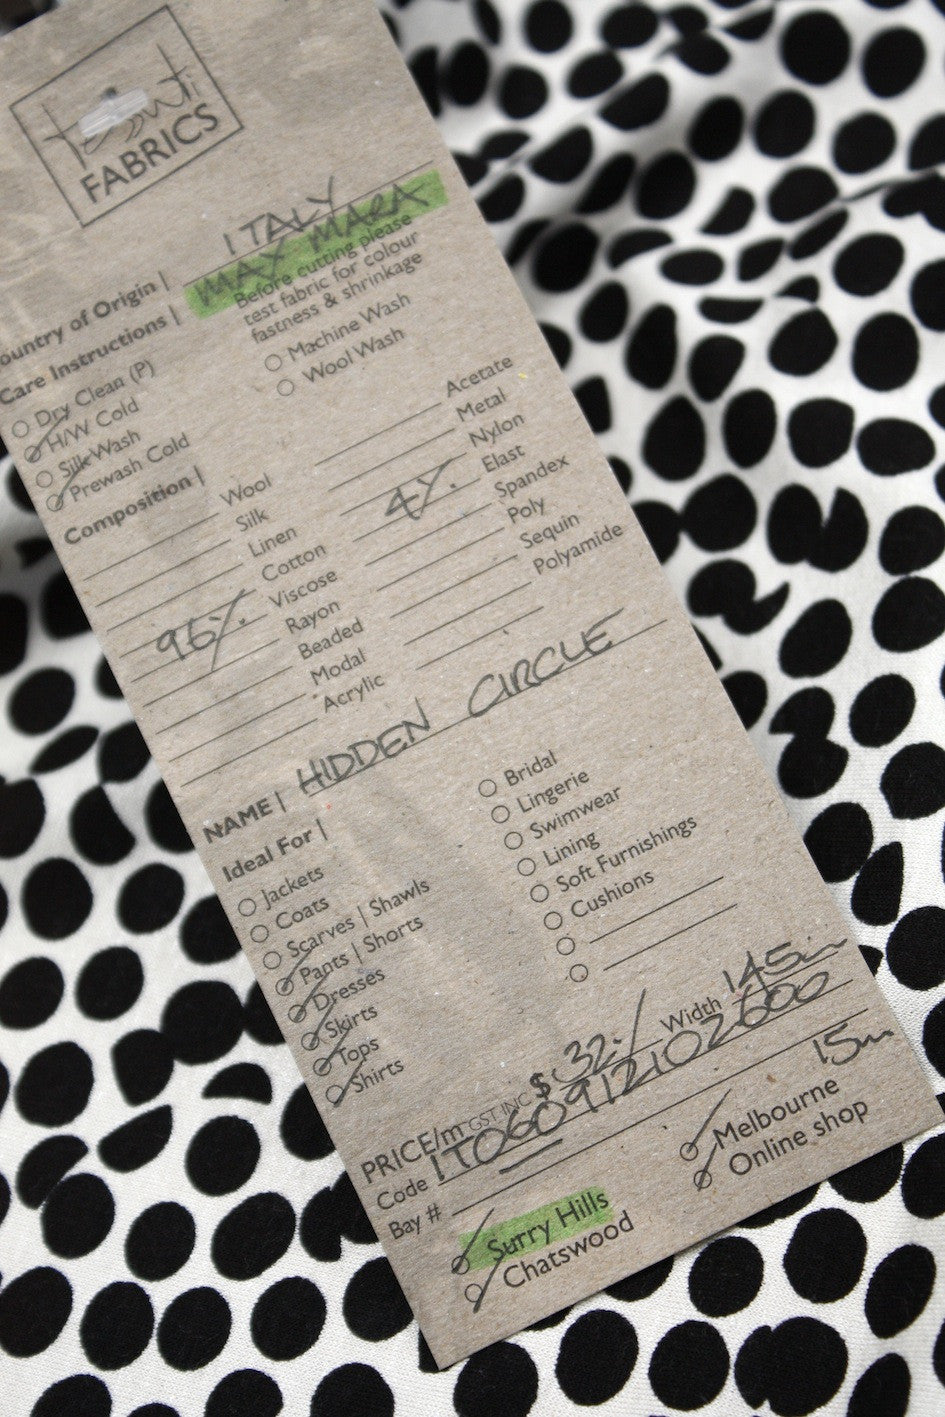 tessuti
FABRICS
Country of Origin | ITALY
MAX MARA
Care Instructions |
Before cutting please
test fabric for colour
fastness & shrinkage
Dry Clean (P)
H/W Cold
Silk Wash
Prewash Cold
Machine Wash
Wool Wash
Composition |
Wool
Silk
Linen
Cotton
96% Viscose
Rayon
Beaded
Modal
Acrylic
Acetate
Metal
Nylon
4% Elast
Spandex
Poly
Sequin
Polyamide
NAME | HIDDEN CIRCLE
Ideal For |
Jackets
Coats
Scarves | Shawls
Pants | Shorts
Dresses
Skirts
Tops
Shirts
Bridal
Lingerie
Swimwear
Lining
Soft Furnishings
Cushions
PRICE/m GST INC $ 32./ Width 145
Code ITO60912102600
Bay # 15m
Surry Hills
Chatswood
Melbourne
Online shop